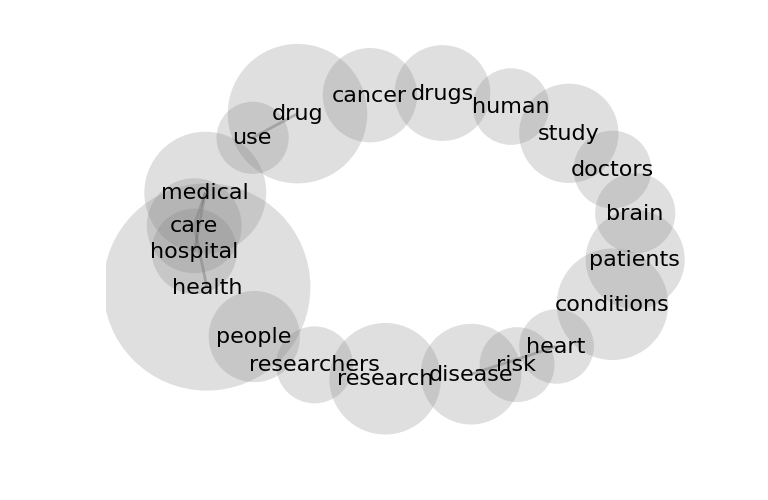 drug
cancer
drugs
human
use
study
doctors
medical
brain
care
hospital
patients
health
conditions
people
heart
researchers
risk
research
disease